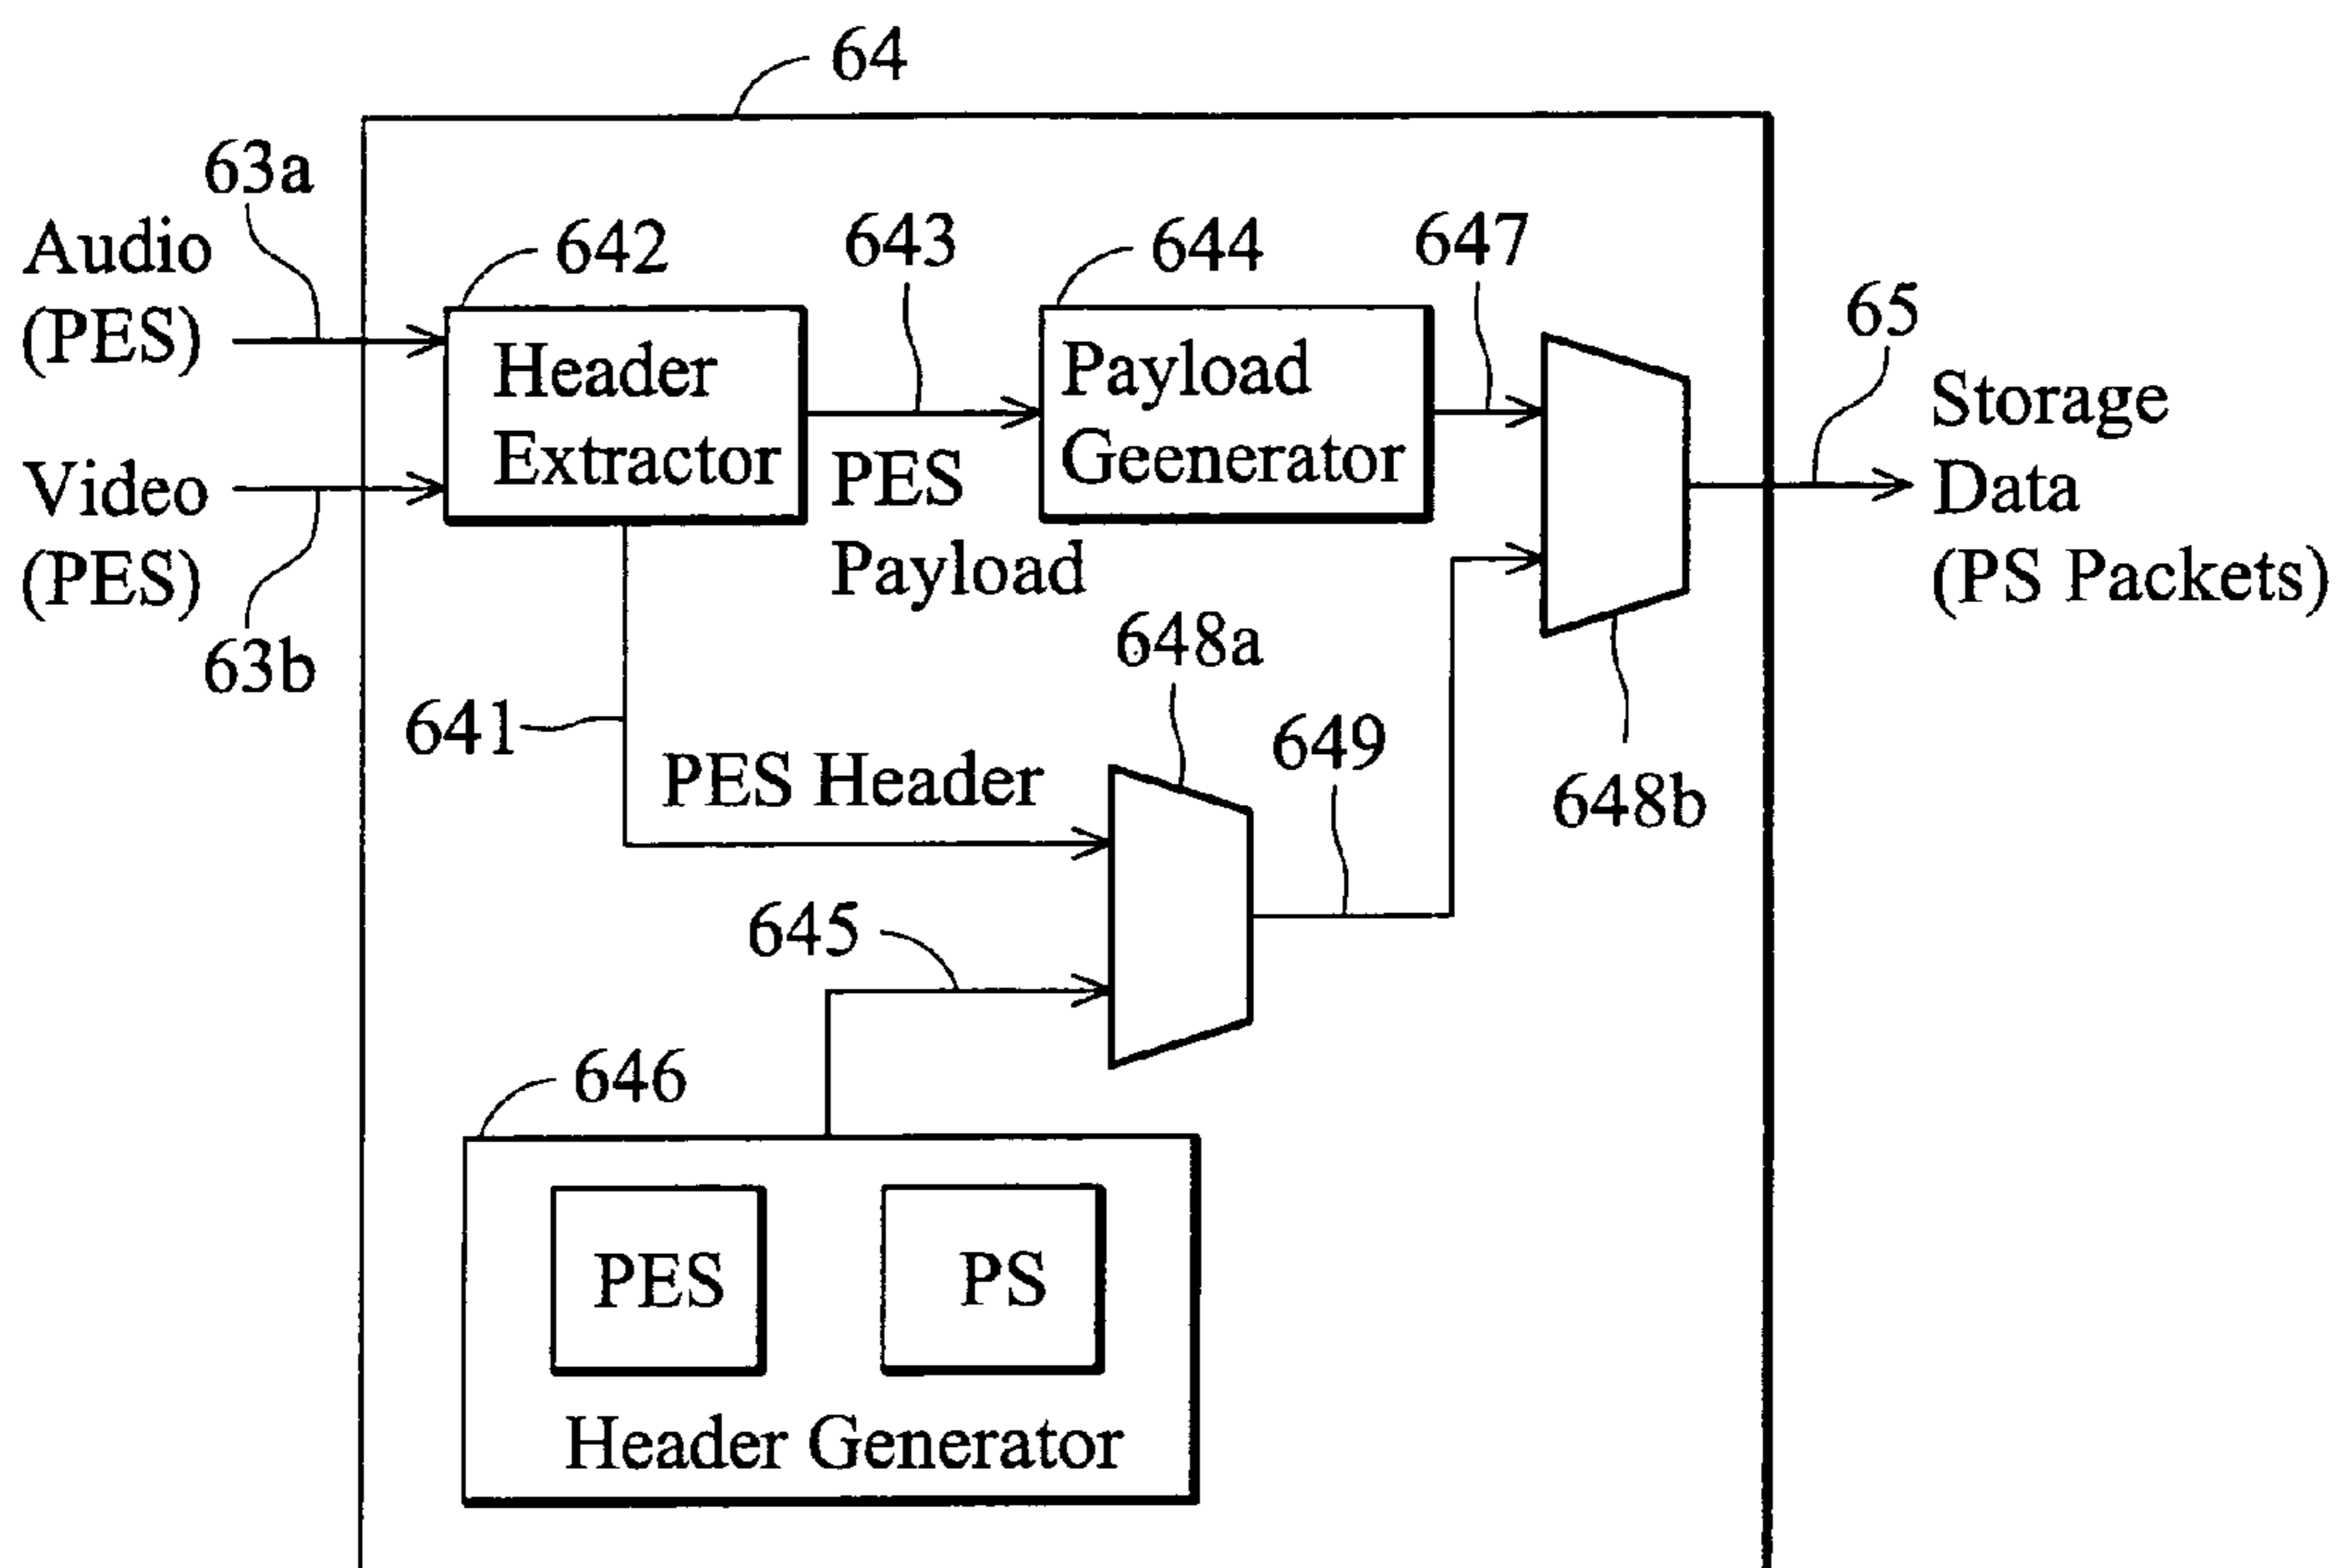 64
63a
Audio
(PES)
642
643
644
647
65
Header
Extractor
Payload
Geenerator
Storage
Data
(PS Packets)
Video
(PES)
63b
PES
Payload
641
PES Header
648a
649
648b
645
646
PES
PS
Header Generator